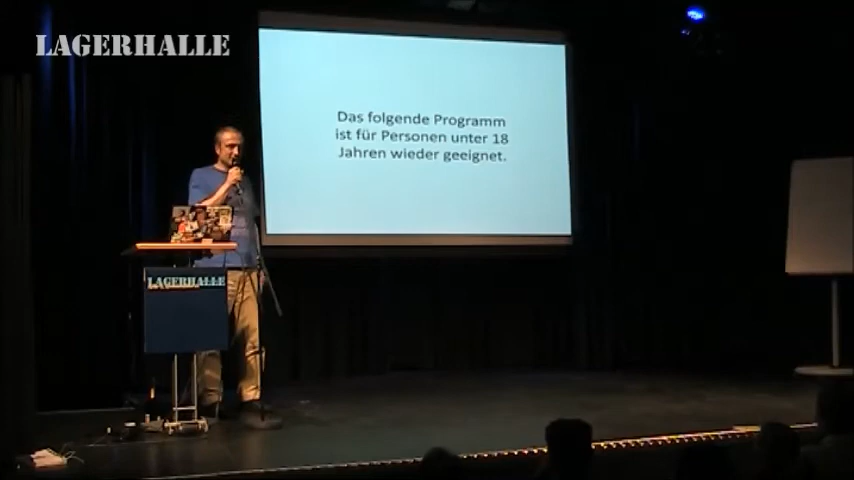 LAGERHALLE
Das folgende Programm
ist für Personen unter 18
Jahren wieder geeignet.
LAGERHALLE